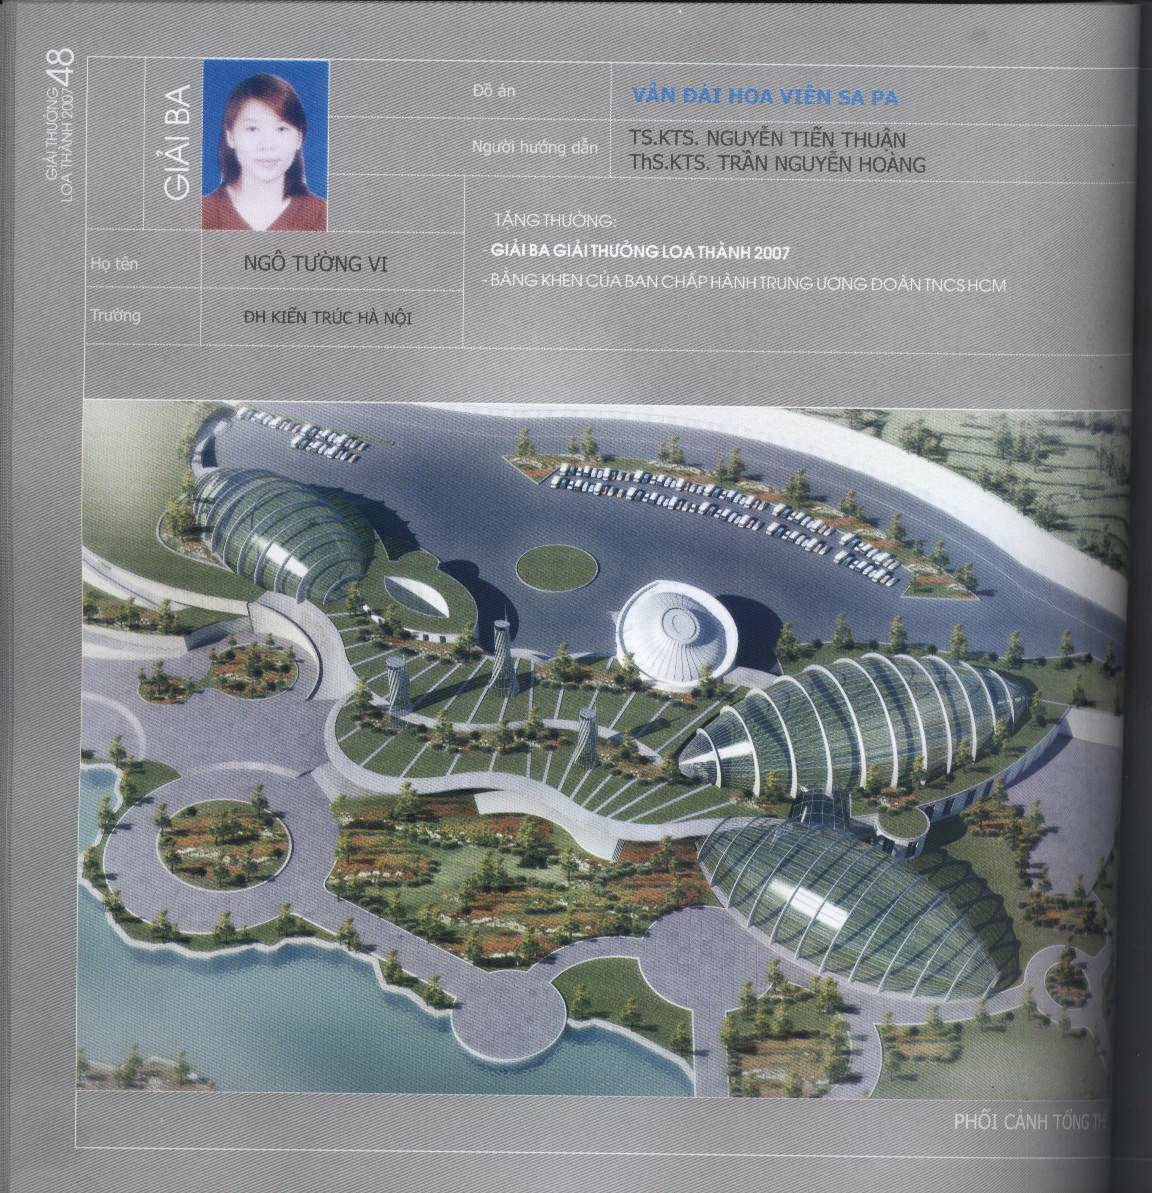 GIẢI THƯỞNG
LOA THÀNH 2007
48
GIẢI BA
Đồ án
VÂN ĐÀI HOA VIÊN SA PA
Người hướng dẫn
TS.KTS. NGUYỄN TIẾN THUẬN
ThS.KTS. TRẦN NGUYÊN HOÀNG
TẶNG THƯỞNG:
- GIẢI BA GIẢI THƯỞNG LOA THÀNH 2007
- BẰNG KHEN CỦA BAN CHẤP HÀNH TRUNG ƯƠNG ĐOÀN TNCS HCM
Họ tên
NGÔ TƯỜNG VI
Trường
ĐH KIẾN TRÚC HÀ NỘI
PHỐI CẢNH TỔNG